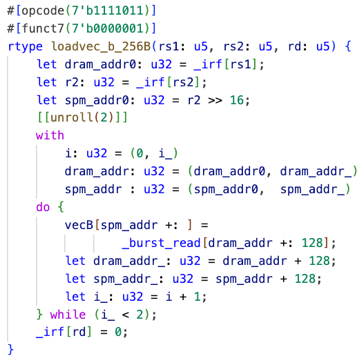 #[opcode(7'b1111011)]
#[funct7(7'b0000001)]
rtype loadvec_b_256B(rs1: u5, rs2: u5, rd: u5) {
    let dram_addr0: u32 = _irf[rs1];
    let r2: u32 = _irf[rs2];
    let spm_addr0: u32 = r2 >> 16;
    [[unroll(2)]]
    with
        i: u32 = (0, i_)
        dram_addr: u32 = (dram_addr0, dram_addr_)
        spm_addr : u32 = (spm_addr0,  spm_addr_)
    do {
        vecB[spm_addr +: ] =
                _burst_read[dram_addr +: 128];
        let dram_addr_: u32 = dram_addr + 128;
        let spm_addr_: u32 = spm_addr + 128;
        let i_: u32 = i + 1;
    } while (i_ < 2);
    _irf[rd] = 0;
}